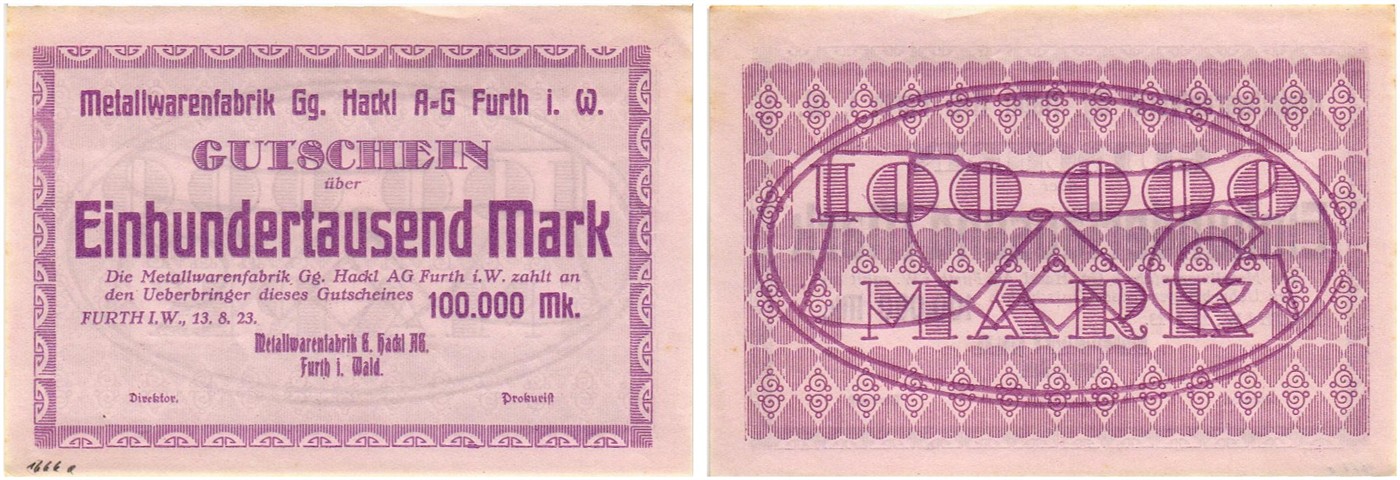 Metallwarenfabrik Gg. Hackl A=G Furth i. W.
GUTSCHEIN
über
Einhundertausend Mark
Die Metallwarenfabrik Gg. Hackl AG Furth i.W. zahlt an
den Ueberbringer dieses Gutscheines 100.000 Mk.
FURTH I.W., 13. 8. 23.
Metallwarenfabrik G. Hackl AG.
Furth i. Wald.
Direktor. Prokurist
1666 a
100.000
MARK